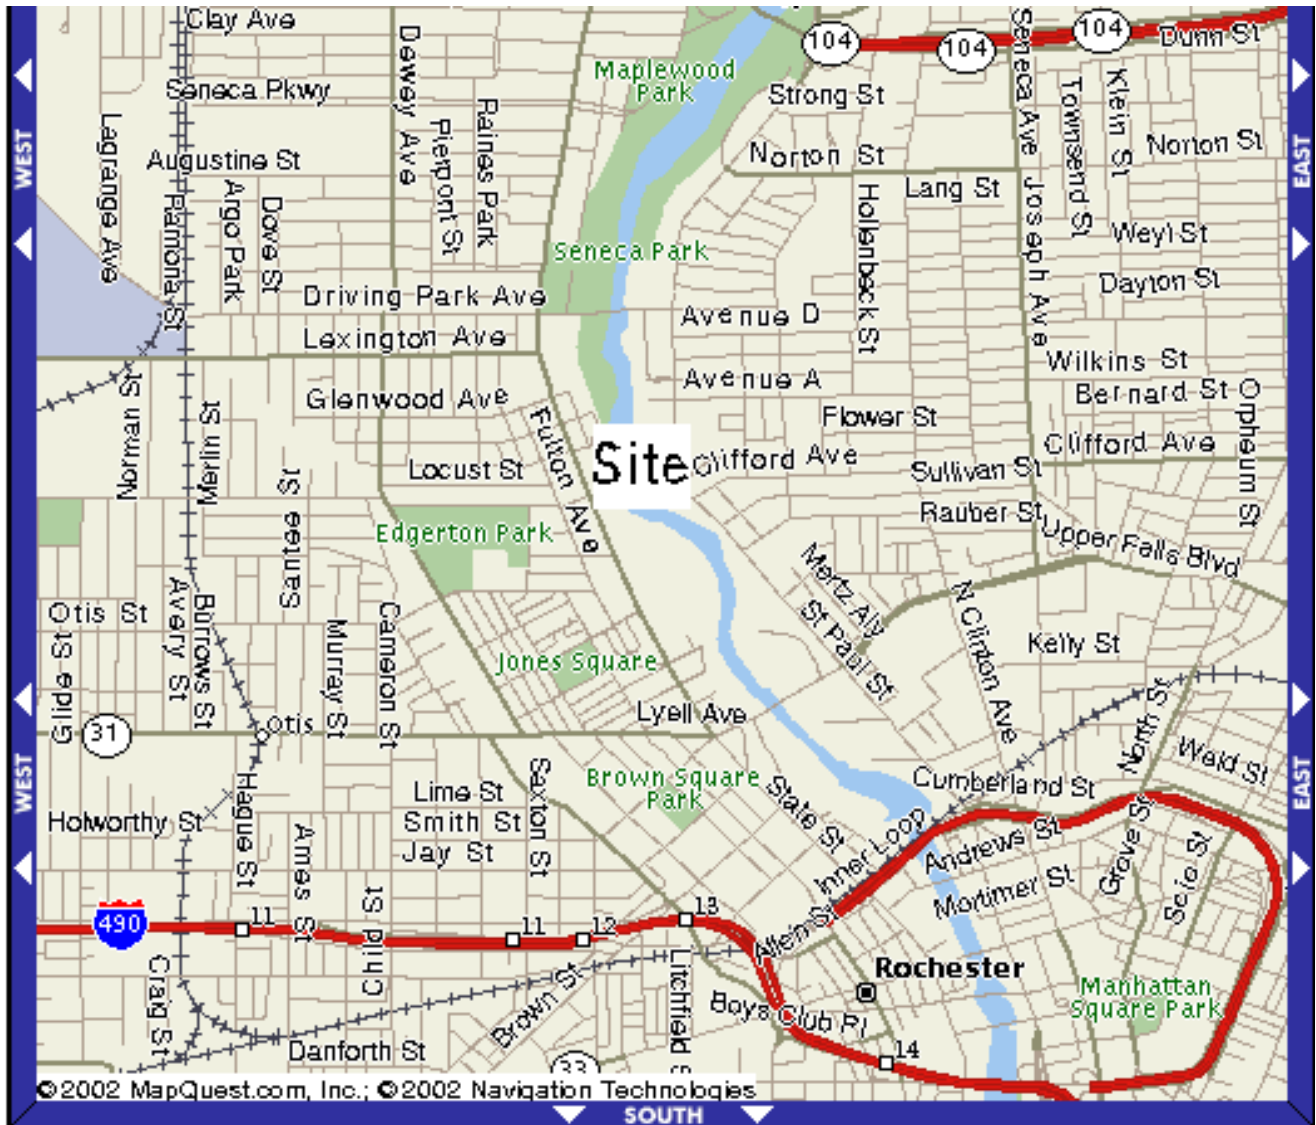 Clay Ave
104
104
104
Dunn St
Dewey Ave
Seneca Ave
Maplewood
Park
Seneca Pkwy
Strong St
Klein St
Townsend St
Raines Park
Pierpont St
Lagrange Ave
Augustine St
Norton St
Norton St
WEST
EAST
Lang St
Ramona St
Argo Park
Dove St
Hollenbeck St
Joseph Ave
Weyl St
Seneca Park
Dayton St
Driving Park Ave
Avenue D
Lexington Ave
Wilkins St
Avenue A
Bernard St
Orpheum St
Glenwood Ave
Flower St
Norman St
Merlin St
Fulton Ave
Clifford Ave
Site
Clifford Ave
Locust St
Sullivan St
Santee St
Rauber St
Edgerton Park
Upper Falls Blvd
Mertz Aly
Otis St
Avery St
Burrows St
Cameron St
St Paul St
N Clinton Ave
Glide St
Murray St
Kelly St
Jones Square
Lyell Ave
North St
31
Otis
Weld St
WEST
EAST
Brown Square
Park
Cumberland St
Hague St
Saxton St
Lime St
State St
Holworthy St
Smith St
Inner Loop
Andrews St
Grove St
Scio St
Jay St
Ames St
Mortimer St
Child St
490
11
11
12
13
Allen St
Craig St
Brown St
Litchfield St
Rochester
Manhattan
Square Park
Boys Club Pl
Danforth St
33
14
©2002 MapQuest.com, Inc.; ©2002 Navigation Technologies
SOUTH